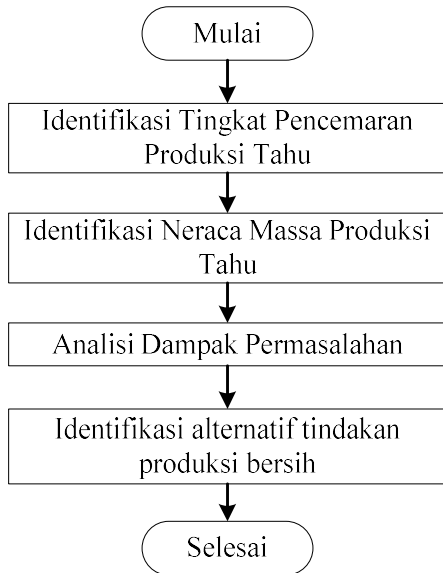 Mulai
Identifikasi Tingkat Pencemaran
Produksi Tahu
Identifikasi Neraca Massa Produksi
Tahu
Analisi Dampak Permasalahan
Identifikasi alternatif tindakan
produksi bersih
Selesai